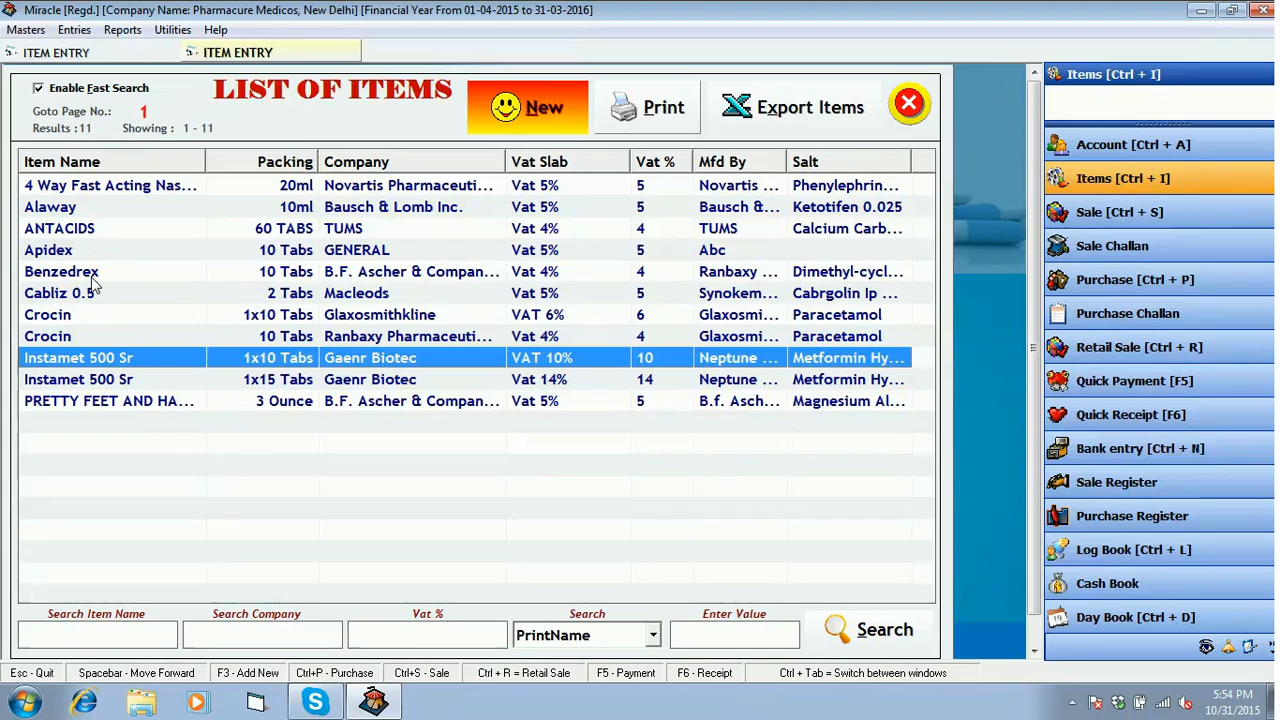 Miracle [Regd.] [Company Name: Pharmacure Medicos, New Delhi] [Financial Year From 01-04-2015 to 31-03-2016]
Masters Entries Reports Utilities Help
ITEM ENTRY ITEM ENTRY
Items [Ctrl + I]
Enable Fast Search
Goto Page No.: 1
Results :11 Showing : 1 - 11
LIST OF ITEMS
New
Print
Export Items
Item Name Packing Company Vat Slab Vat % Mfd By Salt
4 Way Fast Acting Nas... 20ml Novartis Pharmaceuti... Vat 5% 5 Novartis ... Phenylephrin...
Alaway 10ml Bausch & Lomb Inc. Vat 5% 5 Bausch &... Ketotifen 0.025
ANTACIDS 60 TABS TUMS Vat 4% 4 TUMS Calcium Carb...
Apidex 10 Tabs GENERAL Vat 5% 5 Abc
Benzedrex 10 Tabs B.F. Ascher & Compan... Vat 4% 4 Ranbaxy ... Dimethyl-cycl...
Cabliz 0.5 2 Tabs Macleods Vat 5% 5 Synokem... Cabrgolin Ip ...
Crocin 1x10 Tabs Glaxosmithkline VAT 6% 6 Glaxosmi... Paracetamol
Crocin 10 Tabs Ranbaxy Pharmaceuti... Vat 4% 4 Glaxosmi... Paracetamol
Instamet 500 Sr 1x10 Tabs Gaenr Biotec VAT 10% 10 Neptune ... Metformin Hy...
Instamet 500 Sr 1x15 Tabs Gaenr Biotec Vat 14% 14 Neptune ... Metformin Hy...
PRETTY FEET AND HA... 3 Ounce B.F. Ascher & Compan... Vat 5% 5 B.f. Asch... Magnesium Al...
Search Item Name Search Company Vat % Search Enter Value
PrintName
Search
Account [Ctrl + A]
Items [Ctrl + I]
Sale [Ctrl + S]
Sale Challan
Purchase [Ctrl + P]
Purchase Challan
Retail Sale [Ctrl + R]
Quick Payment [F5]
Quick Receipt [F6]
Bank entry [Ctrl + N]
Sale Register
Purchase Register
Log Book [Ctrl + L]
Cash Book
Day Book [Ctrl + D]
Esc - Quit Spacebar - Move Forward F3 - Add New Ctrl+P - Purchase Ctrl+S - Sale Ctrl + R = Retail Sale F5 - Payment F6 - Receipt Ctrl + Tab = Switch between windows
5:54 PM
10/31/2015